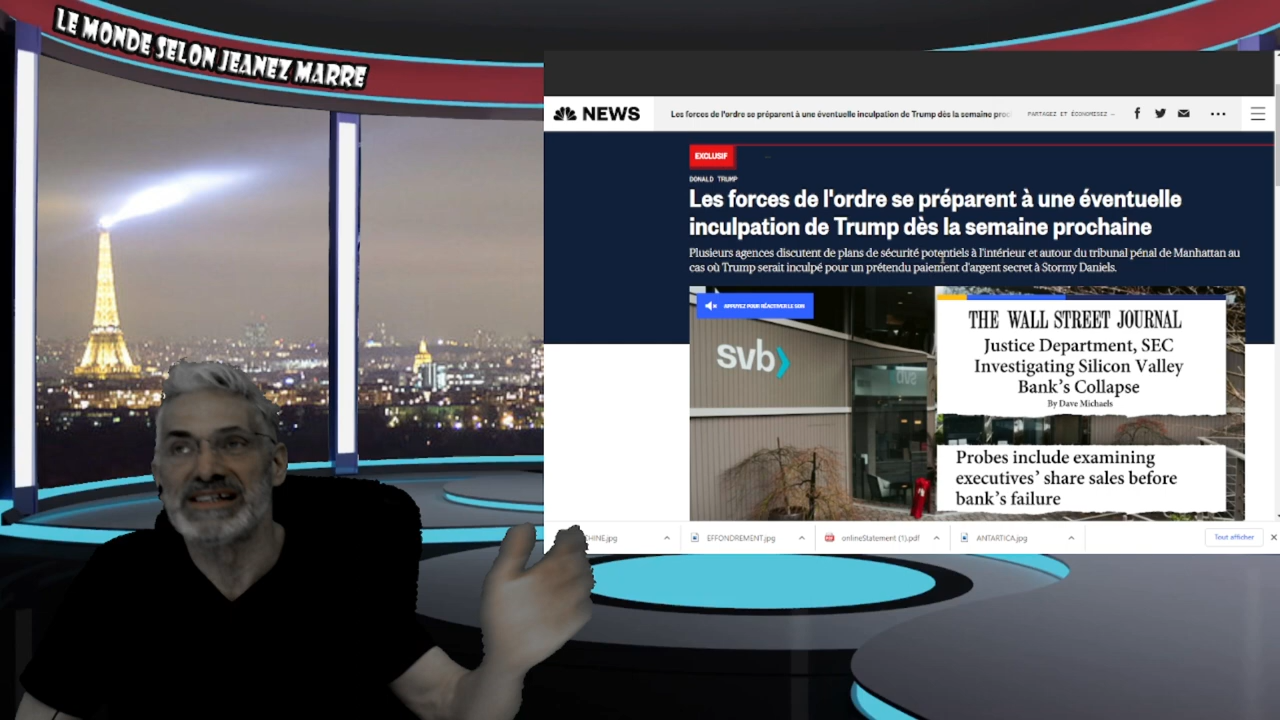 LE MONDE SELON JEANEZ MARRE
NEWS
Les forces de l'ordre se préparent à une éventuelle inculpation de Trump dès la semaine
PARTAGEZ ET ÉCONOMISEZ –
EXCLUSIF
DONALD TRUMP
Les forces de l'ordre se préparent à une éventuelle
inculpation de Trump dès la semaine prochaine
Plusieurs agences discutent de plans de sécurité potentiels à l'intérieur et autour du tribunal pénal de Manhattan au
cas où Trump serait inculpé pour un prétendu paiement d'argent secret à Stormy Daniels.
APPUYEZ POUR RÉACTIVER LE SON
svb
THE WALL STREET JOURNAL
Justice Department, SEC
Investigating Silicon Valley
Bank's Collapse
By Dave Michaels
Probes include examining
executives' share sales before
bank's failure
EFFONDREMENT.jpg
onlineStatement (1).pdf
ANTARTICA.jpg
Tout afficher